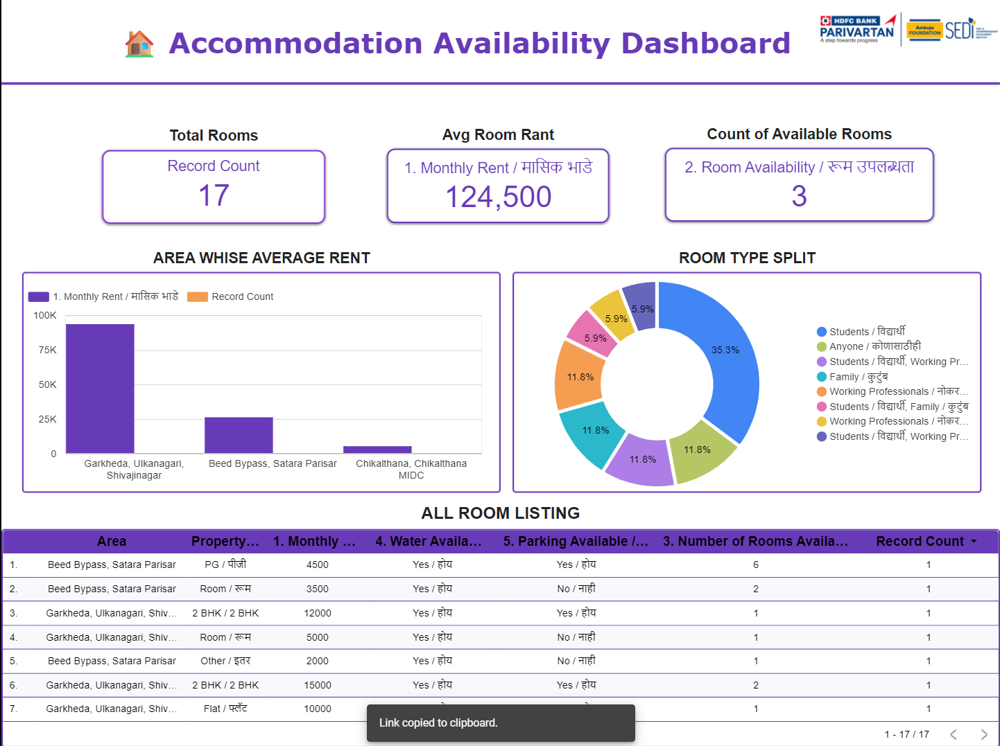 Accommodation Availability Dashboard
HDFC BANK
PARIVARTAN
A step towards progress
Ambuja
FOUNDATION
SEDI
Total Rooms
Record Count
17
Avg Room Rant
1. Monthly Rent / मासिक भाडे
124,500
Count of Available Rooms
2. Room Availability / रूम उपलब्धता
3
AREA WHISE AVERAGE RENT
1. Monthly Rent / मासिक भाडे Record Count
100K
75K
50K
25K
0
Garkheda, Ulkanagari,
Shivajinagar
Beed Bypass, Satara Parisar
Chikalthana, Chikalthana
MIDC
ROOM TYPE SPLIT
35.3%
11.8%
11.8%
11.8%
11.8%
5.9%
5.9%
5.9%
Students / विद्यार्थी
Anyone / कोणासाठीही
Students / विद्यार्थी, Working Pr...
Family / कुटुंब
Working Professionals / नोकर...
Students / विद्यार्थी, Family / कुटुंब
Working Professionals / नोकर...
Students / विद्यार्थी, Working Pr...
ALL ROOM LISTING
Area Property... 1. Monthly ... 4. Water Availa... 5. Parking Available /... 3. Number of Rooms Availa... Record Count
1. Beed Bypass, Satara Parisar PG / पीजी 4500 Yes / होय Yes / होय 6 1
2. Beed Bypass, Satara Parisar Room / रूम 3500 Yes / होय No / नाही 2 1
3. Garkheda, Ulkanagari, Shiv... 2 BHK / 2 BHK 12000 Yes / होय Yes / होय 1 1
4. Garkheda, Ulkanagari, Shiv... Room / रूम 5000 Yes / होय No / नाही 1 1
5. Beed Bypass, Satara Parisar Other / इतर 2000 Yes / होय No / नाही 1 1
6. Garkheda, Ulkanagari, Shiv... 2 BHK / 2 BHK 15000 Yes / होय Yes / होय 2 1
7. Garkheda, Ulkanagari, Shiv... Flat / फ्लॅट 10000 1 1
Link copied to clipboard.
1 - 17 / 17